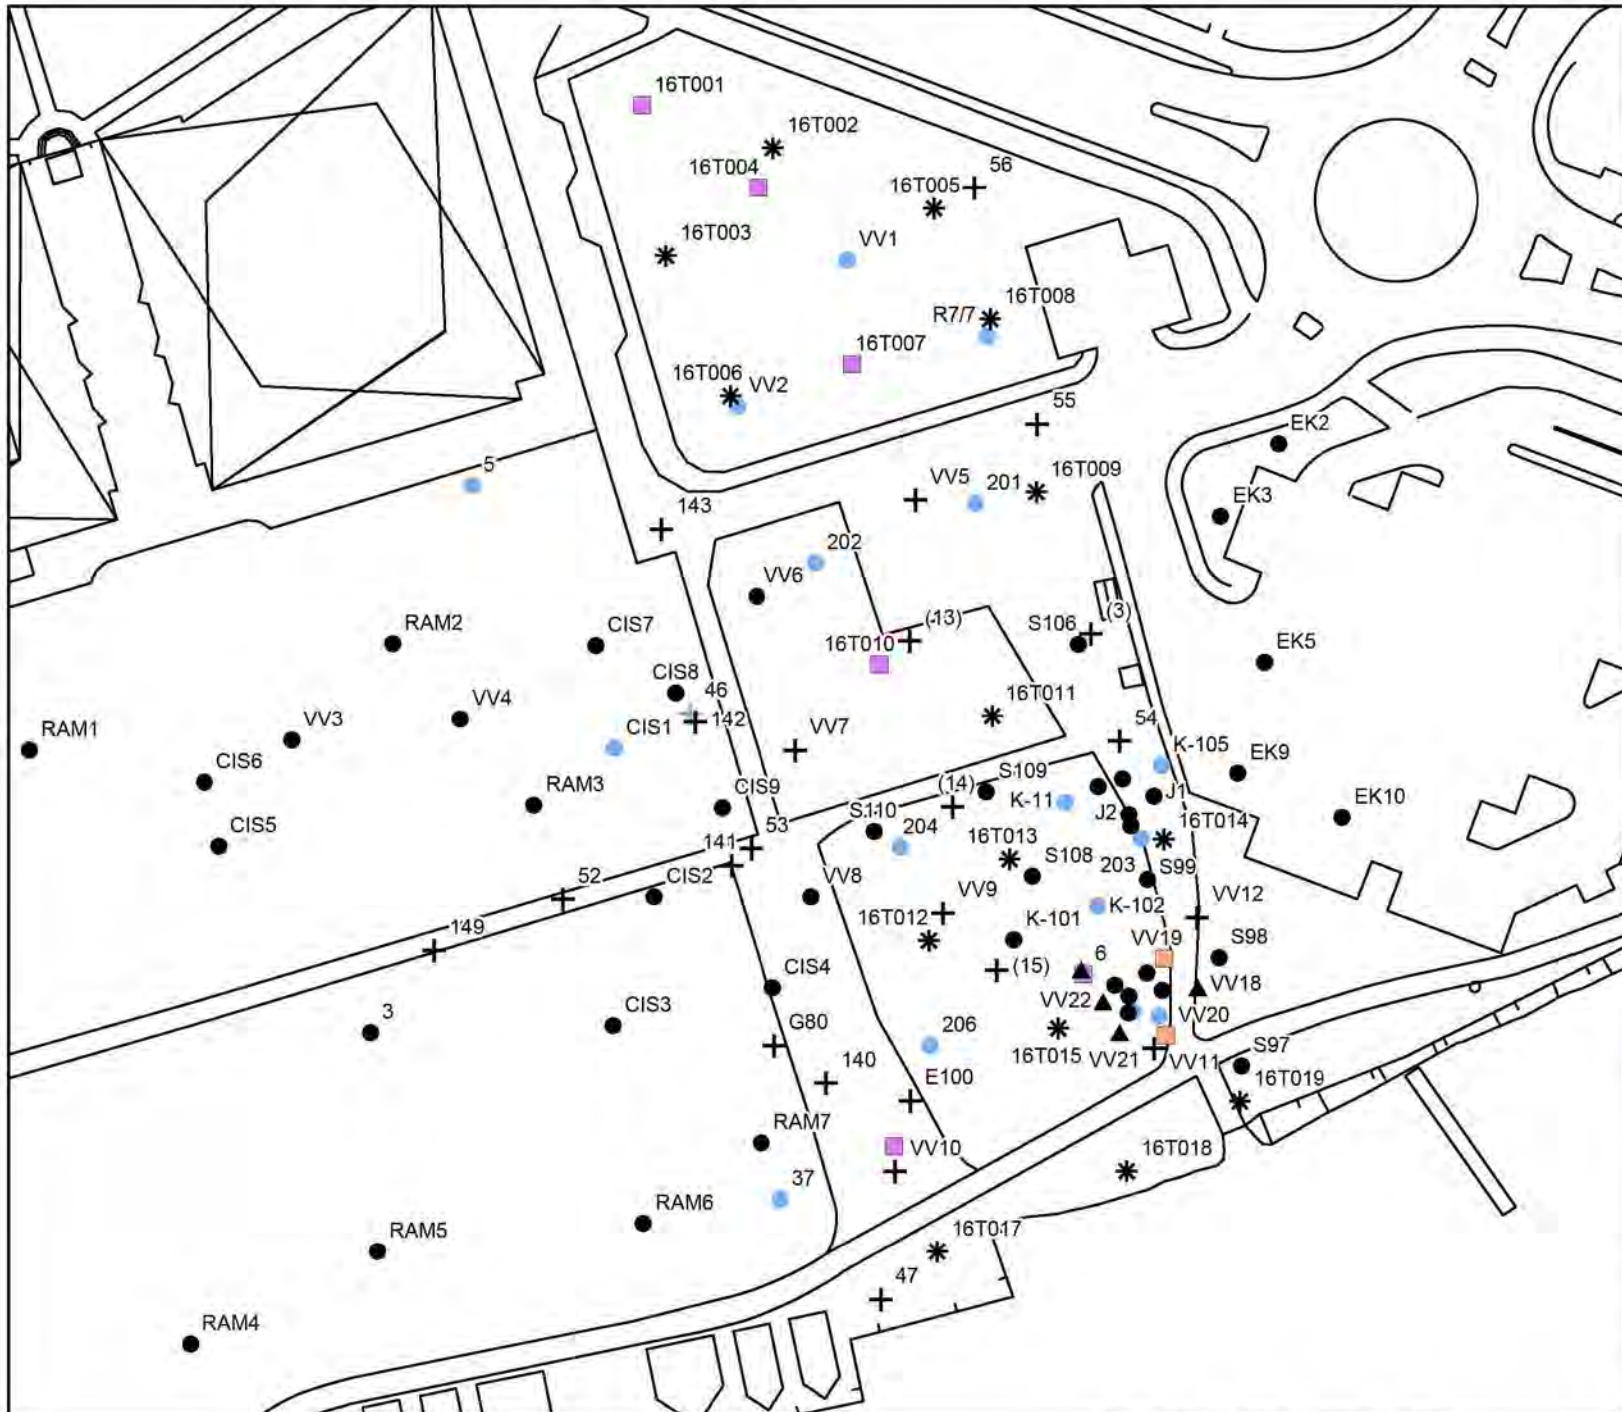 16T001
16T002
16T004
56
16T005
16T003
VV1
16T008
R7/7
16T007
16T006
VV2
55
EK2
5
VV5
201
16T009
EK3
143
202
VV6
(13)
(3)
RAM2
CIS7
S106
16T010
EK5
CIS8
46
16T011
VV4
142
54
RAM1
VV3
CIS1
VV7
K-105
EK9
CIS6
S109
(14)
RAM3
CIS9
K-11
J1
EK10
J2
S110
53
204
16T014
CIS5
141
16T013
S108
203
S99
52
CIS2
VV8
VV9
VV12
149
16T012
K-101
K-102
VV19
S98
6
CIS4
(15)
VV18
3
CIS3
VV22
VV20
G80
206
16T015
VV21
VV11
S97
140
E100
16T019
RAM7
VV10
16T018
37
RAM6
RAM5
16T017
47
RAM4